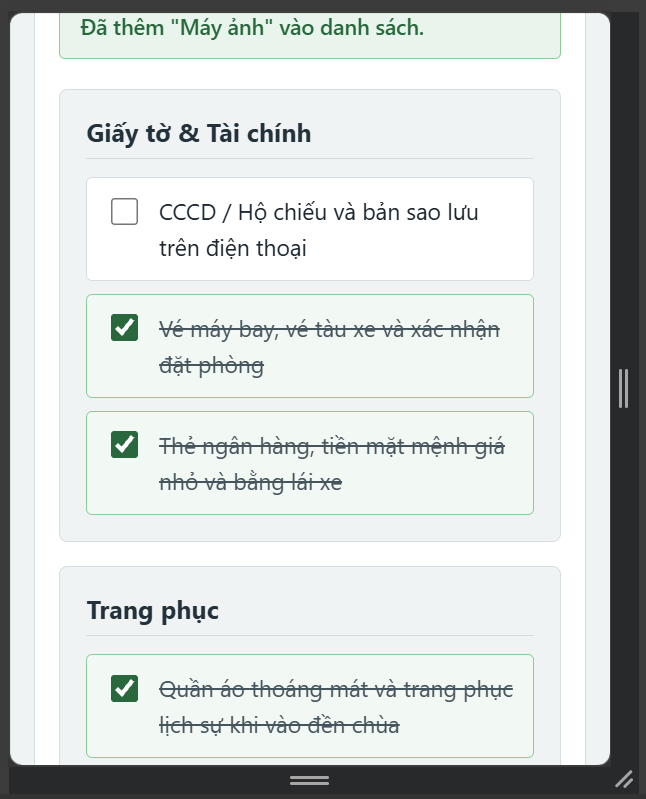 Đã thêm "Máy ảnh" vào danh sách.
Giấy tờ & Tài chính
CCCD / Hộ chiếu và bản sao lưu
trên điện thoại
Vé máy bay, vé tàu xe và xác nhận
đặt phòng
Thẻ ngân hàng, tiền mặt mệnh giá
nhỏ và bằng lái xe
Trang phục
Quần áo thoáng mát và trang phục
lịch sự khi vào đền chùa